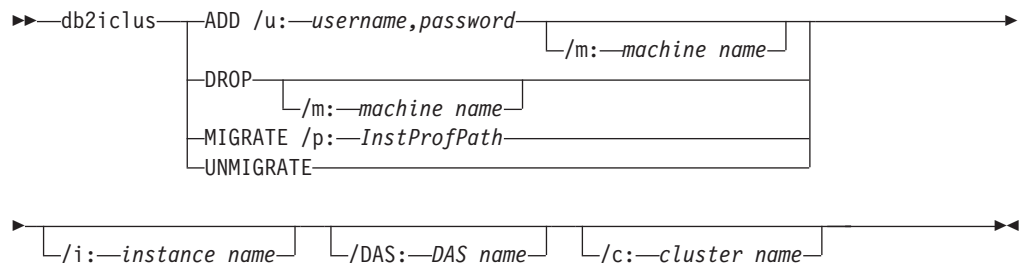 db2iclus ADD /u: username,password
/m: machine name
DROP
/m: machine name
MIGRATE /p: InstProfPath
UNMIGRATE
/i: instance name /DAS: DAS name /c: cluster name